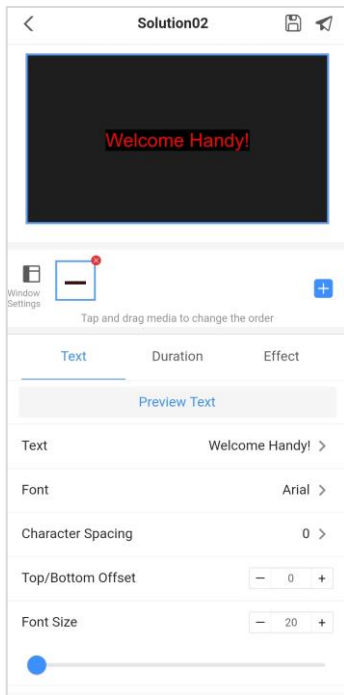 Solution02
Welcome Handy!
Window
Settings
Tap and drag media to change the order
Text Duration Effect
Preview Text
Text Welcome Handy!
Font Arial
Character Spacing 0
Top/Bottom Offset − 0 +
Font Size − 20 +